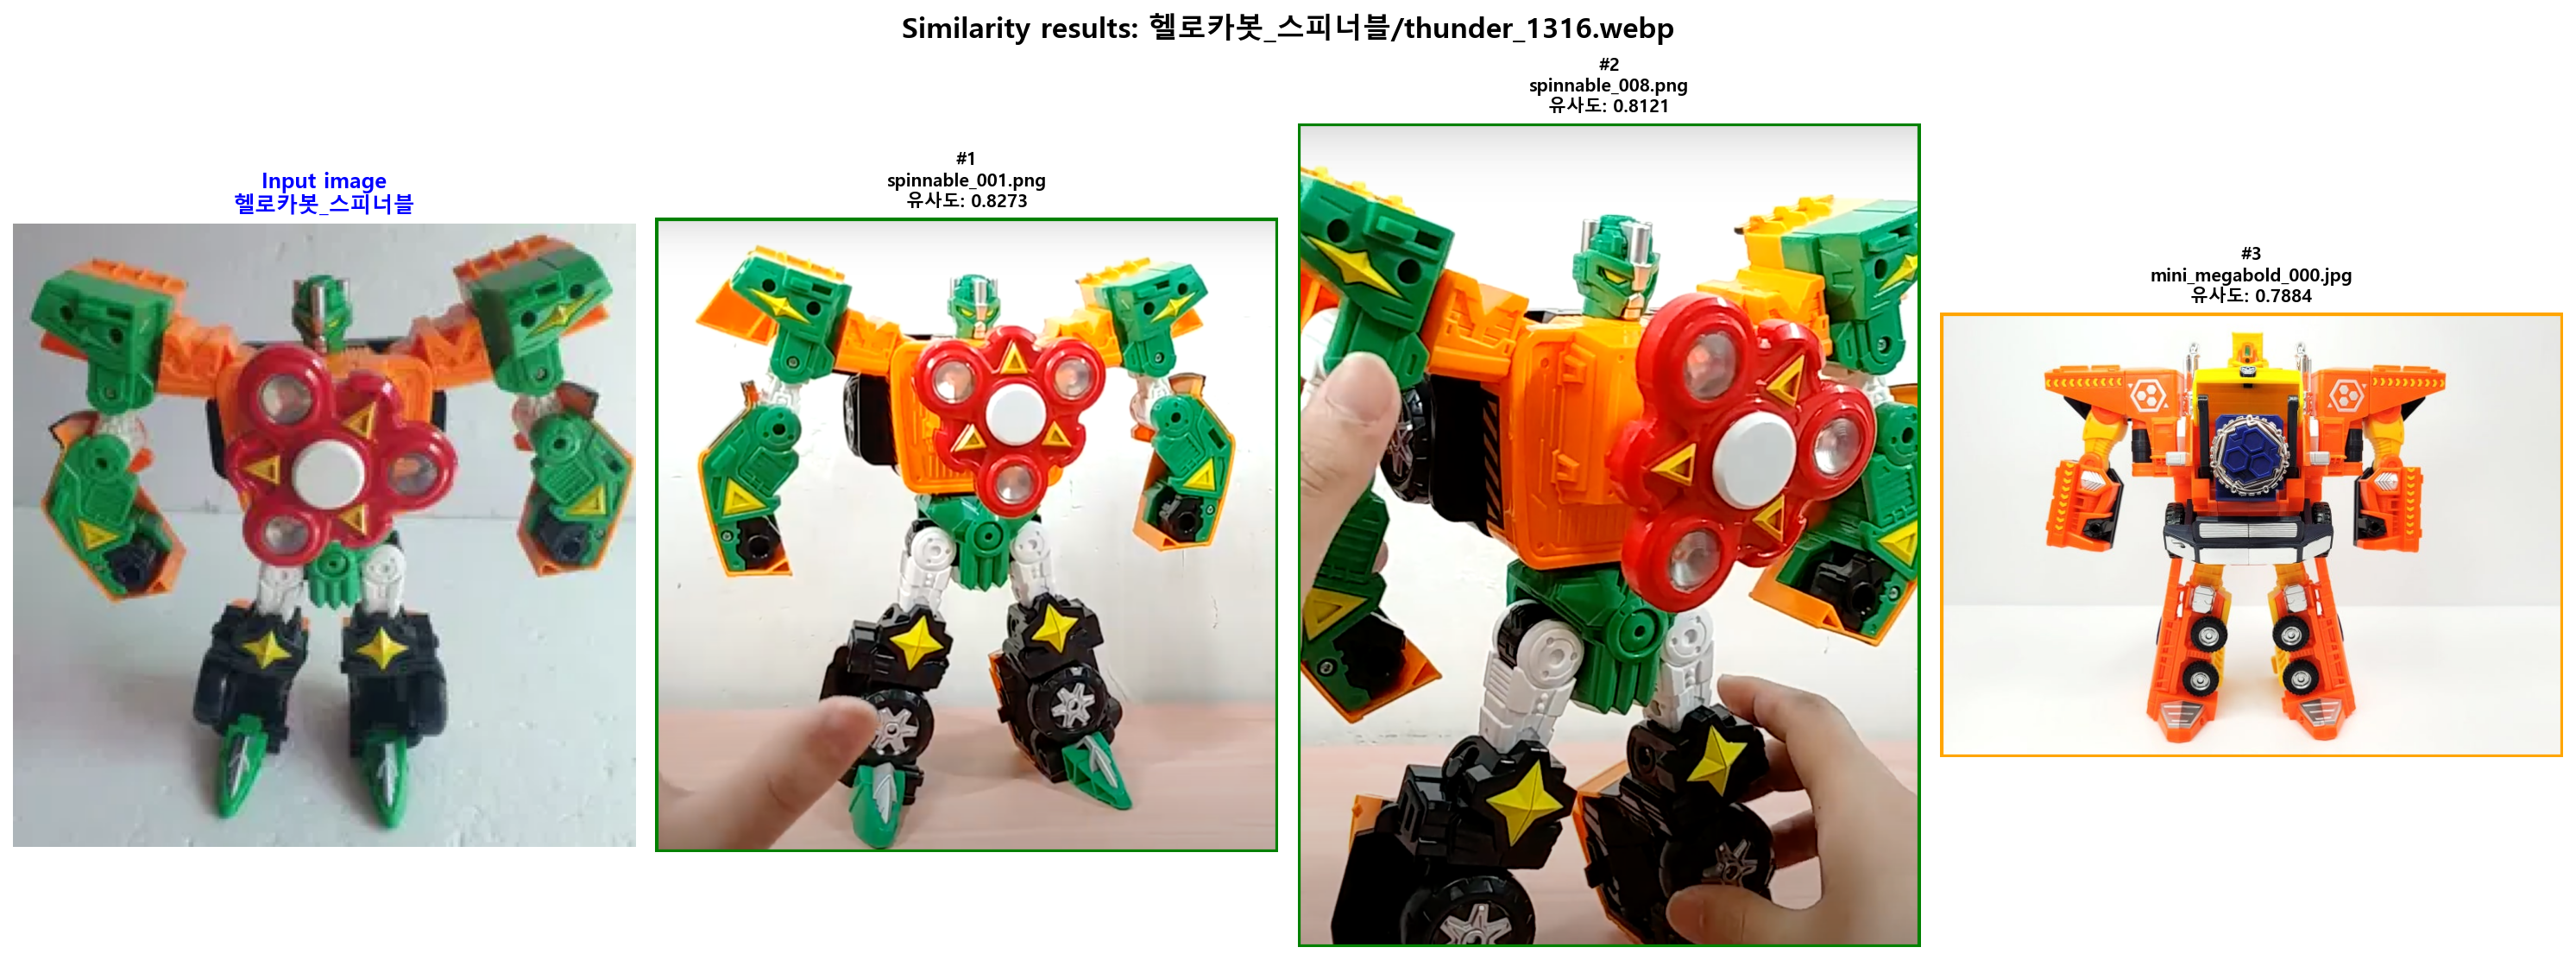 Similarity results: 헬로카봇_스피너블/thunder_1316.webp
Input image
헬로카봇_스피너블
#1
spinnable_001.png
유사도: 0.8273
#2
spinnable_008.png
유사도: 0.8121
#3
mini_megabold_000.jpg
유사도: 0.7884